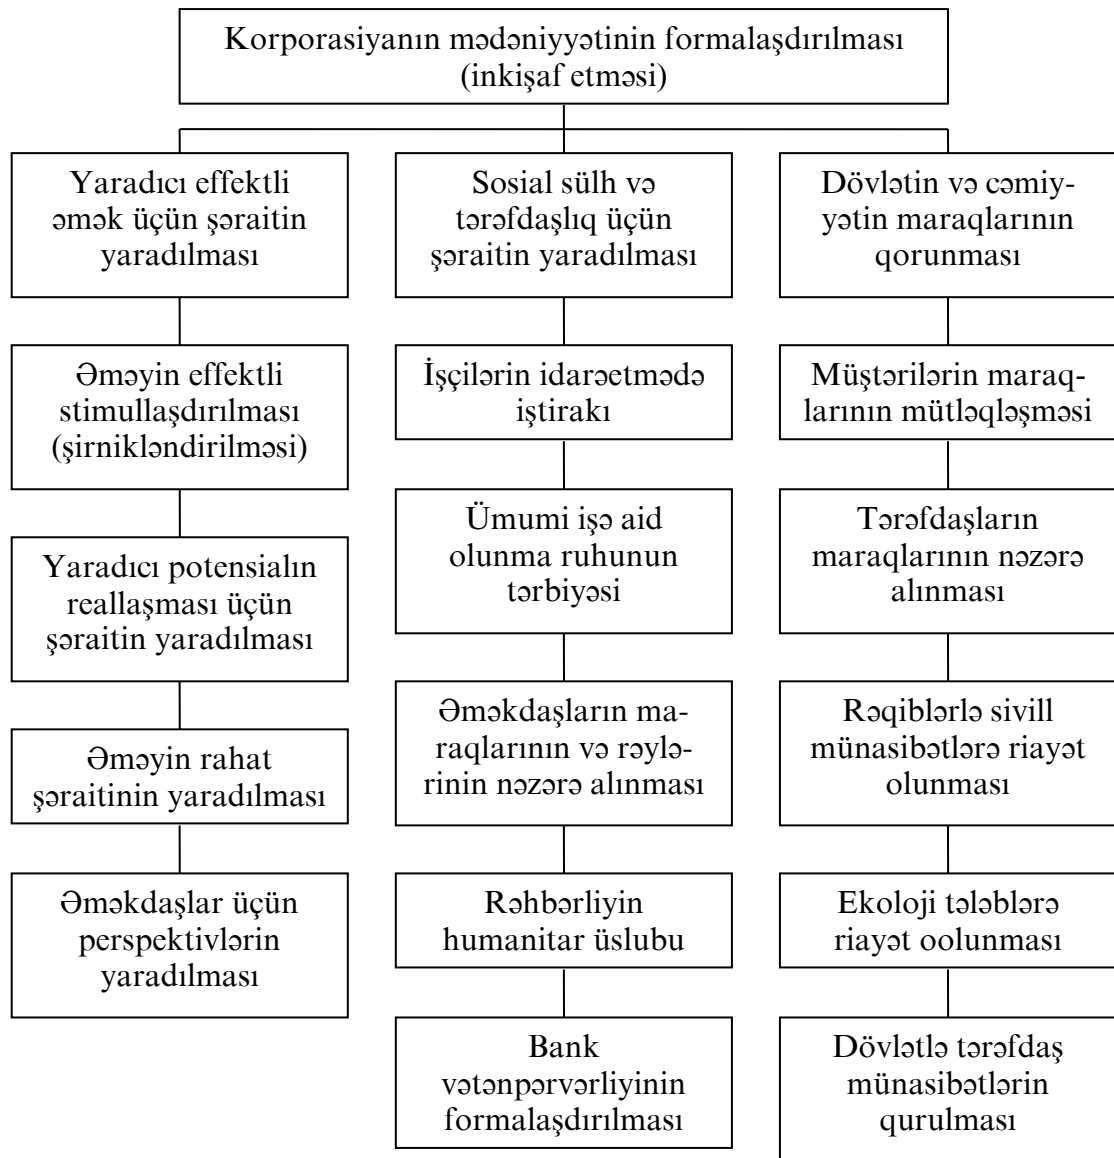 Korporasiyanın mədəniyyətinin formalaşdırılması
(inkişaf etməsi)
Yaradıcı effektli
əmək üçün şəraitin
yaradılması
Əməyin effektli
stimullaşdırılması
(şirnikləndirilməsi)
Yaradıcı potensialın
reallaşması üçün
şəraitin yaradılması
Əməyin rahat
şəraitinin yaradılması
Əməkdaşlar üçün
perspektivlərin
yaradılması
Sosial sülh və
tərəfdaşlıq üçün
şəraitin yaradılması
İşçilərin idarəetmədə
iştirakı
Ümumi işə aid
olunma ruhunun
tərbiyəsi
Əməkdaşların ma-
raqlarının və rəylə-
rinin nəzərə alınması
Rəhbərliyin
humanitar üslubu
Bank
vətənpərvərliyinin
formalaşdırılması
Dövlətin və cəmiy-
yətin maraqlarının
qorunması
Müştərilərin maraq-
larının mütləqləşməsi
Tərəfdaşların
maraqlarının nəzərə
alınması
Rəqiblərlə sivill
münasibətlərə riayət
olunması
Ekoloji tələblərə
riayət oolunması
Dövlətlə tərəfdaş
münasibətlərin
qurulması